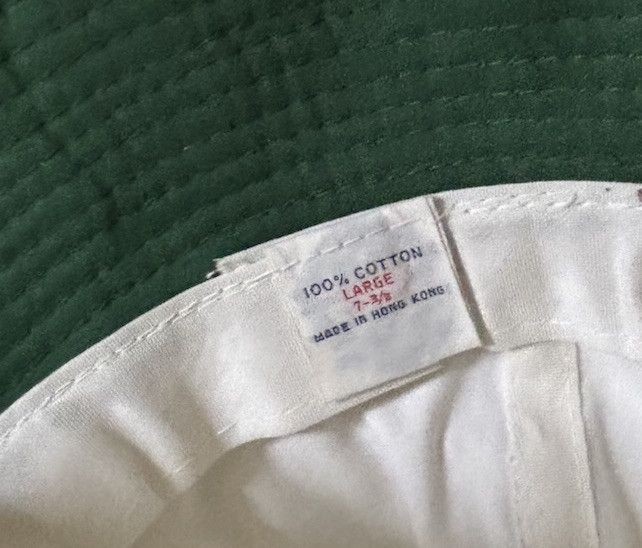 100% COTTON
LARGE
7-3/8
MADE IN HONG KONG